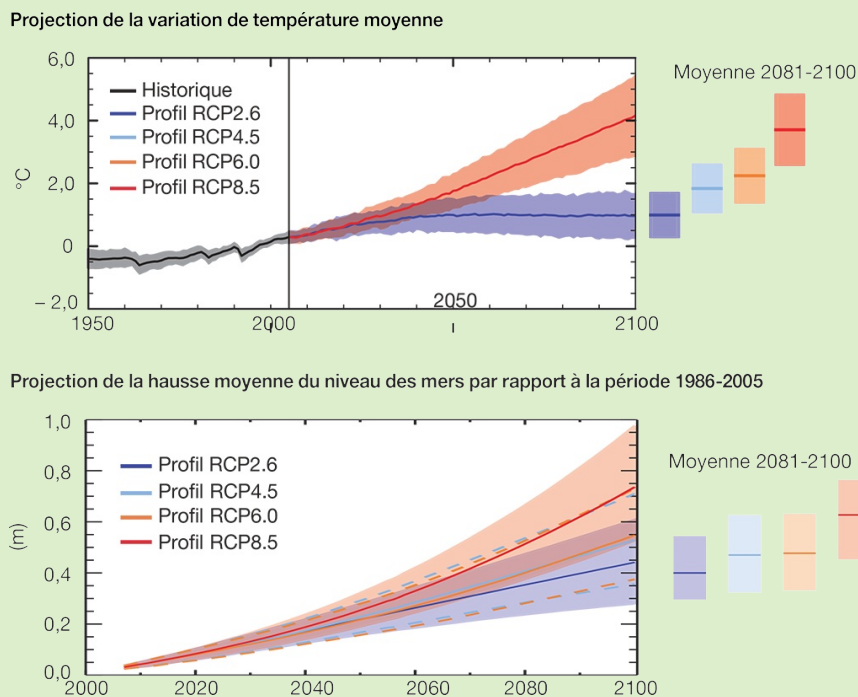 Projection de la variation de température moyenne
6,0
4,0
2,0
0
– 2,0
°C
Historique
Profil RCP2.6
Profil RCP4.5
Profil RCP6.0
Profil RCP8.5
Moyenne 2081-2100
1950
2000
2050
2100
Projection de la hausse moyenne du niveau des mers par rapport à la période 1986-2005
1,0
0,8
0,6
0,4
0,2
0,0
(m)
Profil RCP2.6
Profil RCP4.5
Profil RCP6.0
Profil RCP8.5
Moyenne 2081-2100
2000
2020
2040
2060
2080
2100